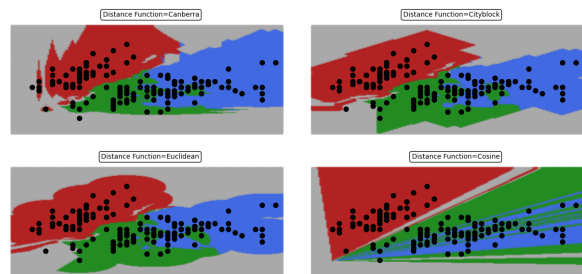 Distance Function=Canberra
Distance Function=Cityblock
Distance Function=Euclidean
Distance Function=Cosine